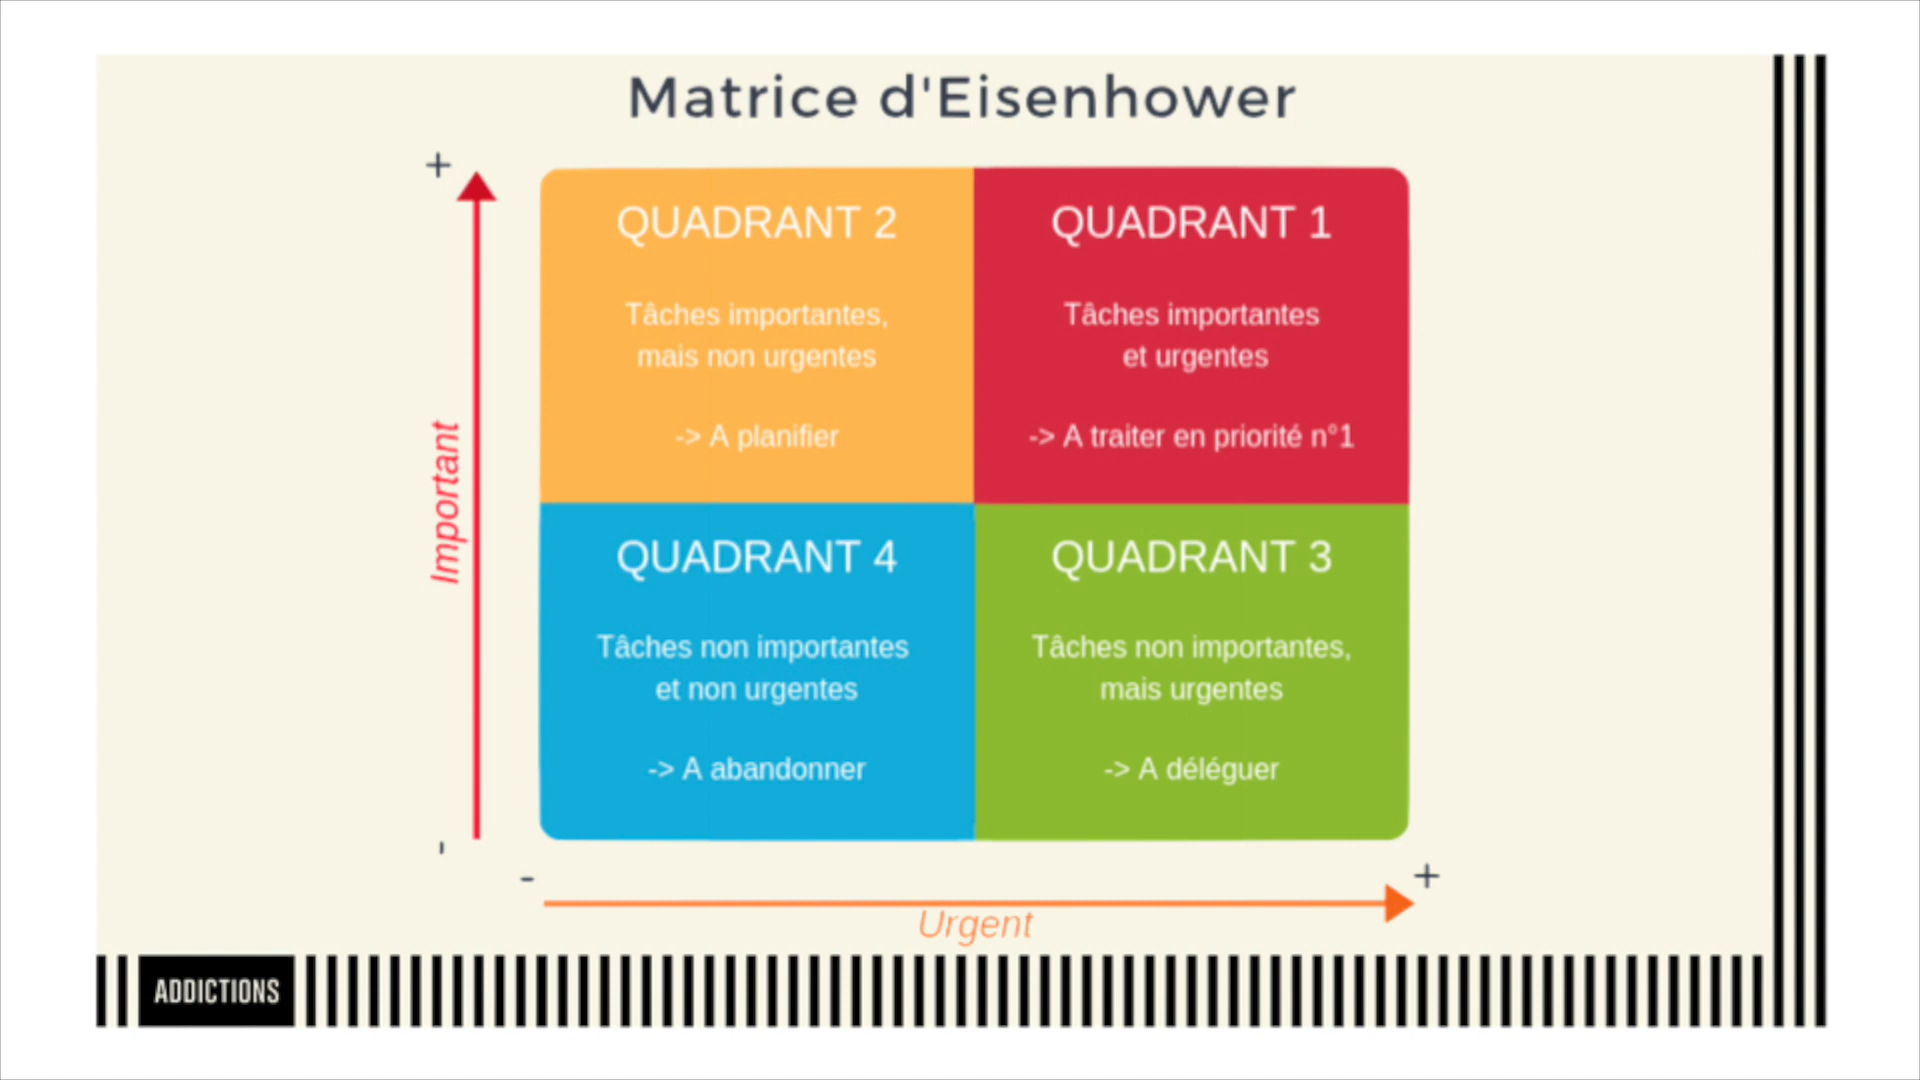 Matrice d'Eisenhower
+
QUADRANT 2
Tâches importantes,
mais non urgentes
-> A planifier
QUADRANT 1
Tâches importantes
et urgentes
-> A traiter en priorité n°1
Important
QUADRANT 4
Tâches non importantes
et non urgentes
-> A abandonner
QUADRANT 3
Tâches non importantes,
mais urgentes
-> A déléguer
-
-
+
Urgent
ADDICTIONS